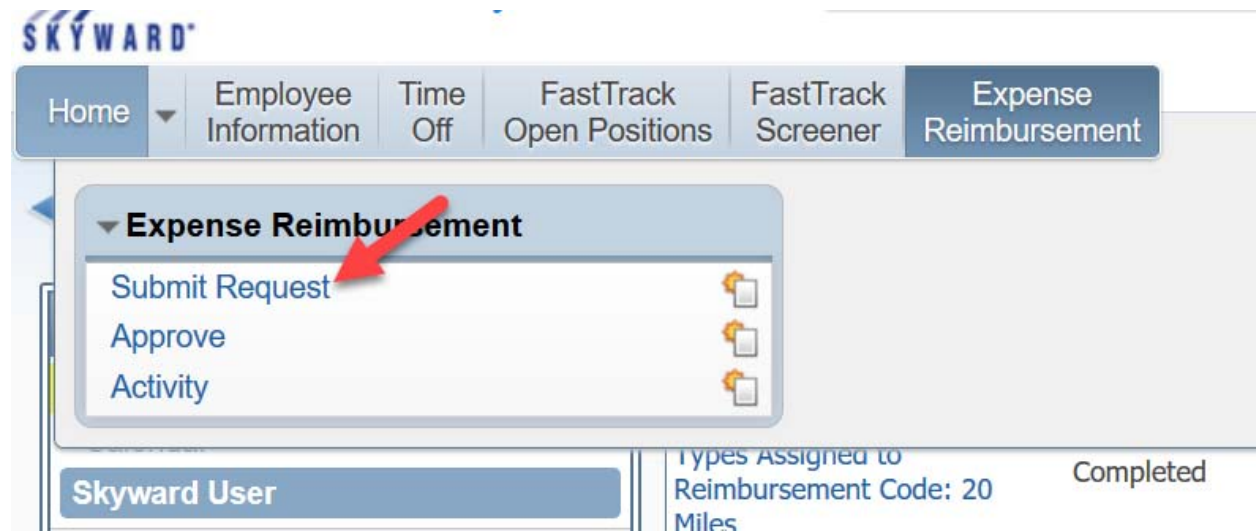 SKYWARD
Home
Employee
Information
Time
Off
FastTrack
Open Positions
FastTrack
Screener
Expense
Reimbursement
Expense Reimbursement
Submit Request
Approve
Activity
Skyward User
Types Assigned to
Reimbursement Code: 20
Miles
Completed